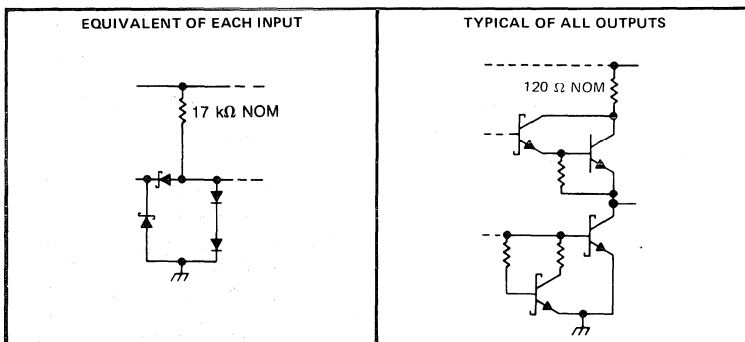 EQUIVALENT OF EACH INPUT
17 kΩ NOM
TYPICAL OF ALL OUTPUTS
120 Ω NOM